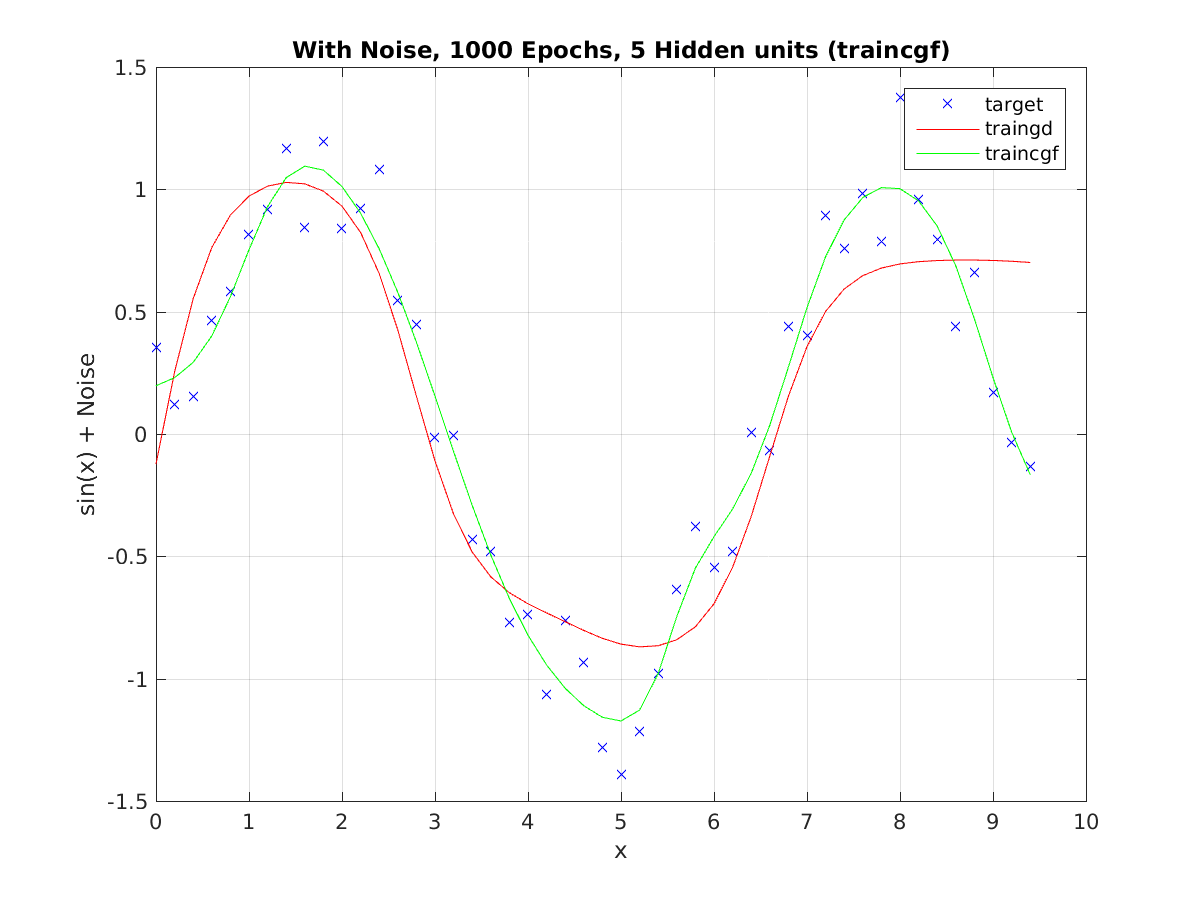 With Noise, 1000 Epochs, 5 Hidden units (traincgf)
1.5
1
0.5
0
-0.5
-1
-1.5
sin(x) + Noise
target
traingd
traincgf
0 1 2 3 4 5 6 7 8 9 10
x